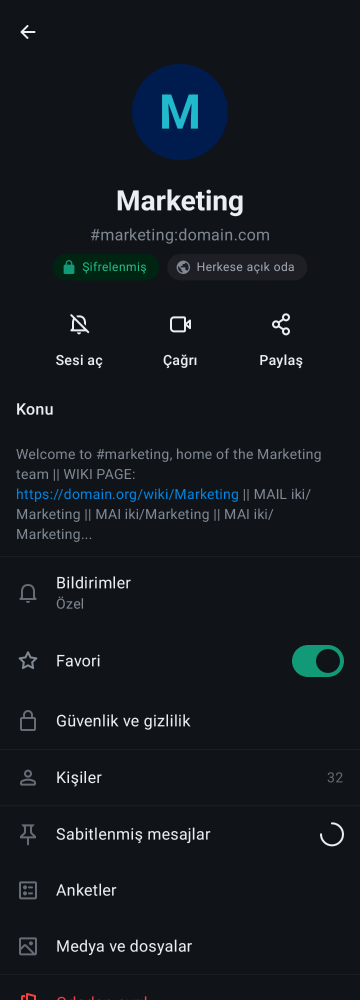 M
Marketing
#marketing:domain.com
Şifrelenmiş
Herkese açık oda
Sesi aç
Çağrı
Paylaş
Konu
Welcome to #marketing, home of the Marketing
team || WIKI PAGE:
https://domain.org/wiki/Marketing || MAIL iki/
Marketing || MAI iki/Marketing || MAI iki/
Marketing...
Bildirimler
Özel
Favori
Güvenlik ve gizlilik
Kişiler 32
Sabitlenmiş mesajlar
Anketler
Medya ve dosyalar